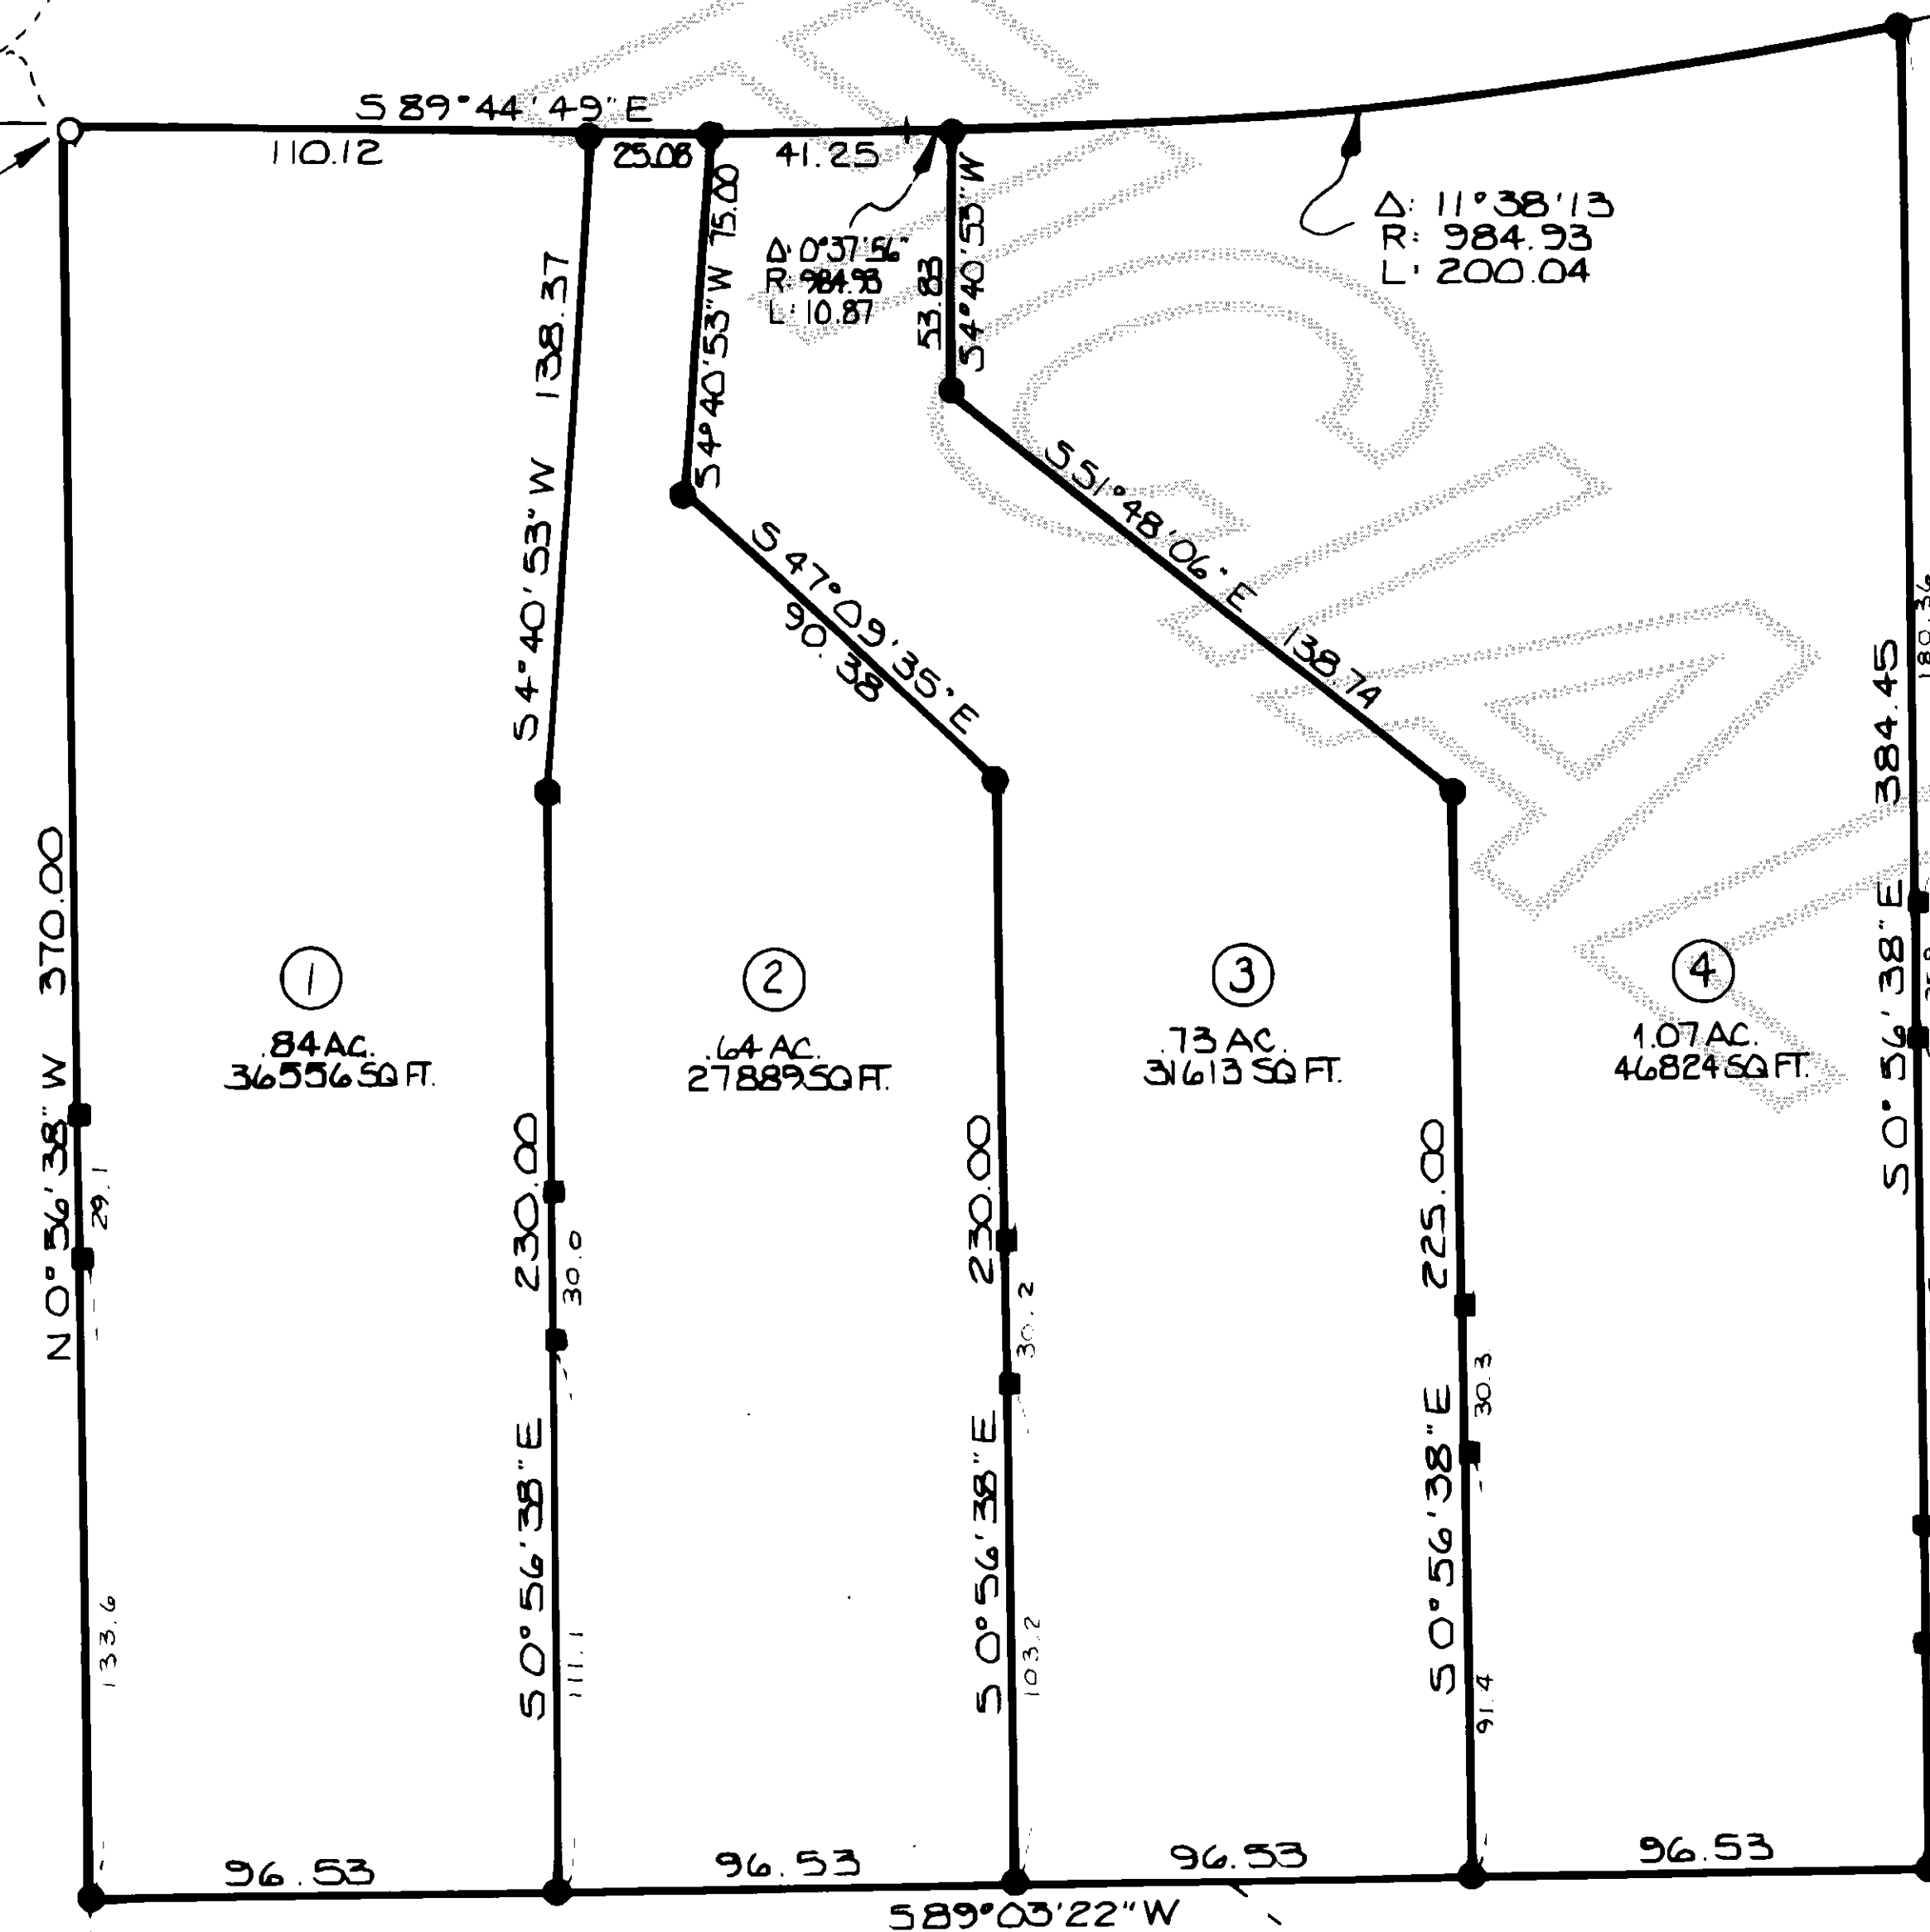 S 89°44'49" E
110.12
25.08
41.25
Δ: 0°37'56"
R: 984.93
L: 10.87
Δ: 11°38'13
R: 984.93
L: 200.04
S 4°40'53" W 138.37
S 4°40'53" W 75.00
53.83
S 4°40'53" W
S 47°09'35" E
90.38
S 51°48'06" E 138.74
N 0°56'38" W 370.00
S 0°56'38" E 384.45
180.36
1
.84 AC.
36556 SQ FT.
2
.64 AC.
27889 SQ FT.
3
.73 AC.
31613 SQ FT.
4
1.07 AC.
46824 SQ FT.
29.1
133.6
S 0°56'38" E 230.00
30.0
111.1
S 0°56'38" E 230.00
30.2
103.2
S 0°56'38" E 225.00
30.3
91.4
96.53
96.53
96.53
96.53
S 89°03'22" W